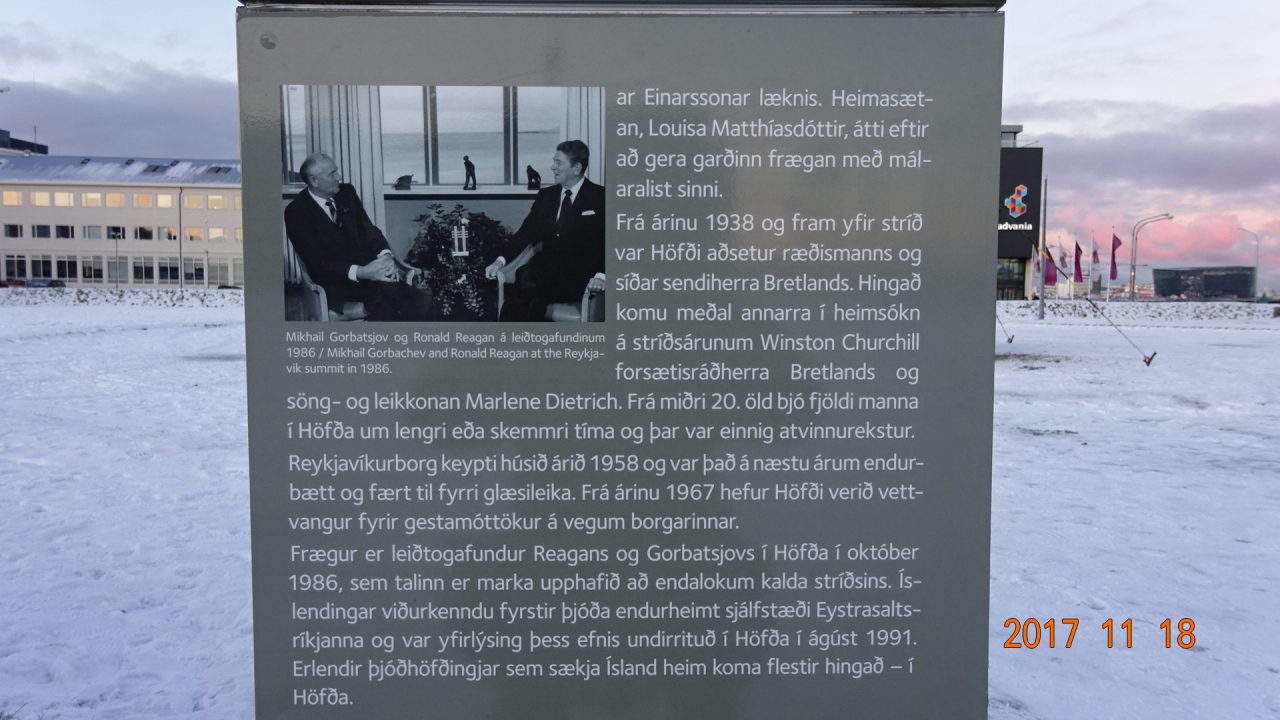 ar Einarssonar læknis. Heimasæt-
an, Louisa Matthíasdóttir, átti eftir
að gera garðinn frægan með mál-
aralist sinni.
Frá árinu 1938 og fram yfir stríð
var Höfði aðsetur ræðismanns og
síðar sendiherra Bretlands. Hingað
komu meðal annarra í heimsókn
á stríðsárunum Winston Churchill
forsætisráðherra Bretlands og
söng- og leikkonan Marlene Dietrich. Frá miðri 20. öld bjó fjöldi manna
í Höfða um lengri eða skemmri tíma og þar var einnig atvinnurekstur.
Reykjavíkurborg keypti húsið árið 1958 og var það á næstu árum endur-
bætt og fært til fyrri glæsileika. Frá árinu 1967 hefur Höfði verið vett-
vangur fyrir gestamóttökur á vegum borgarinnar.
Frægur er leiðtogafundur Reagans og Gorbatsjovs í Höfða í október
1986, sem talinn er marka upphafið að endalokum kalda stríðsins. Ís-
lendingar viðurkenndu fyrstir þjóða endurheimt sjálfstæði Eystrasalts-
ríkjanna og var yfirlýsing þess efnis undirrituð í Höfða í ágúst 1991.
Erlendir þjóðhöfðingjar sem sækja Ísland heim koma flestir hingað – í
Höfða.
Mikhail Gorbatsjov og Ronald Reagan á leiðtogafundinum
1986 / Mikhail Gorbachev and Ronald Reagan at the Reykja-
vik summit in 1986.
advania
2017 11 18